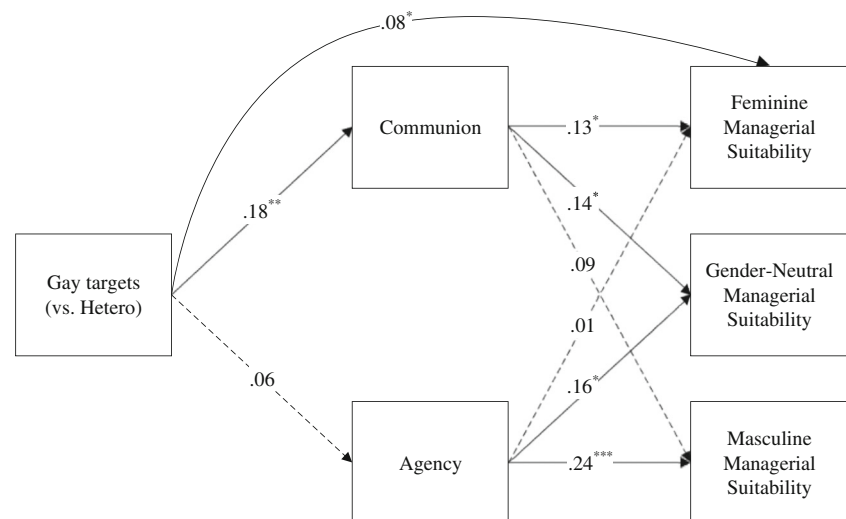 .08*
Communion
Feminine
Managerial
Suitability
.13*
.18**
.14*
Gay targets
(vs. Hetero)
.09
Gender-Neutral
Managerial
Suitability
.01
.06
.16*
Agency
.24***
Masculine
Managerial
Suitability